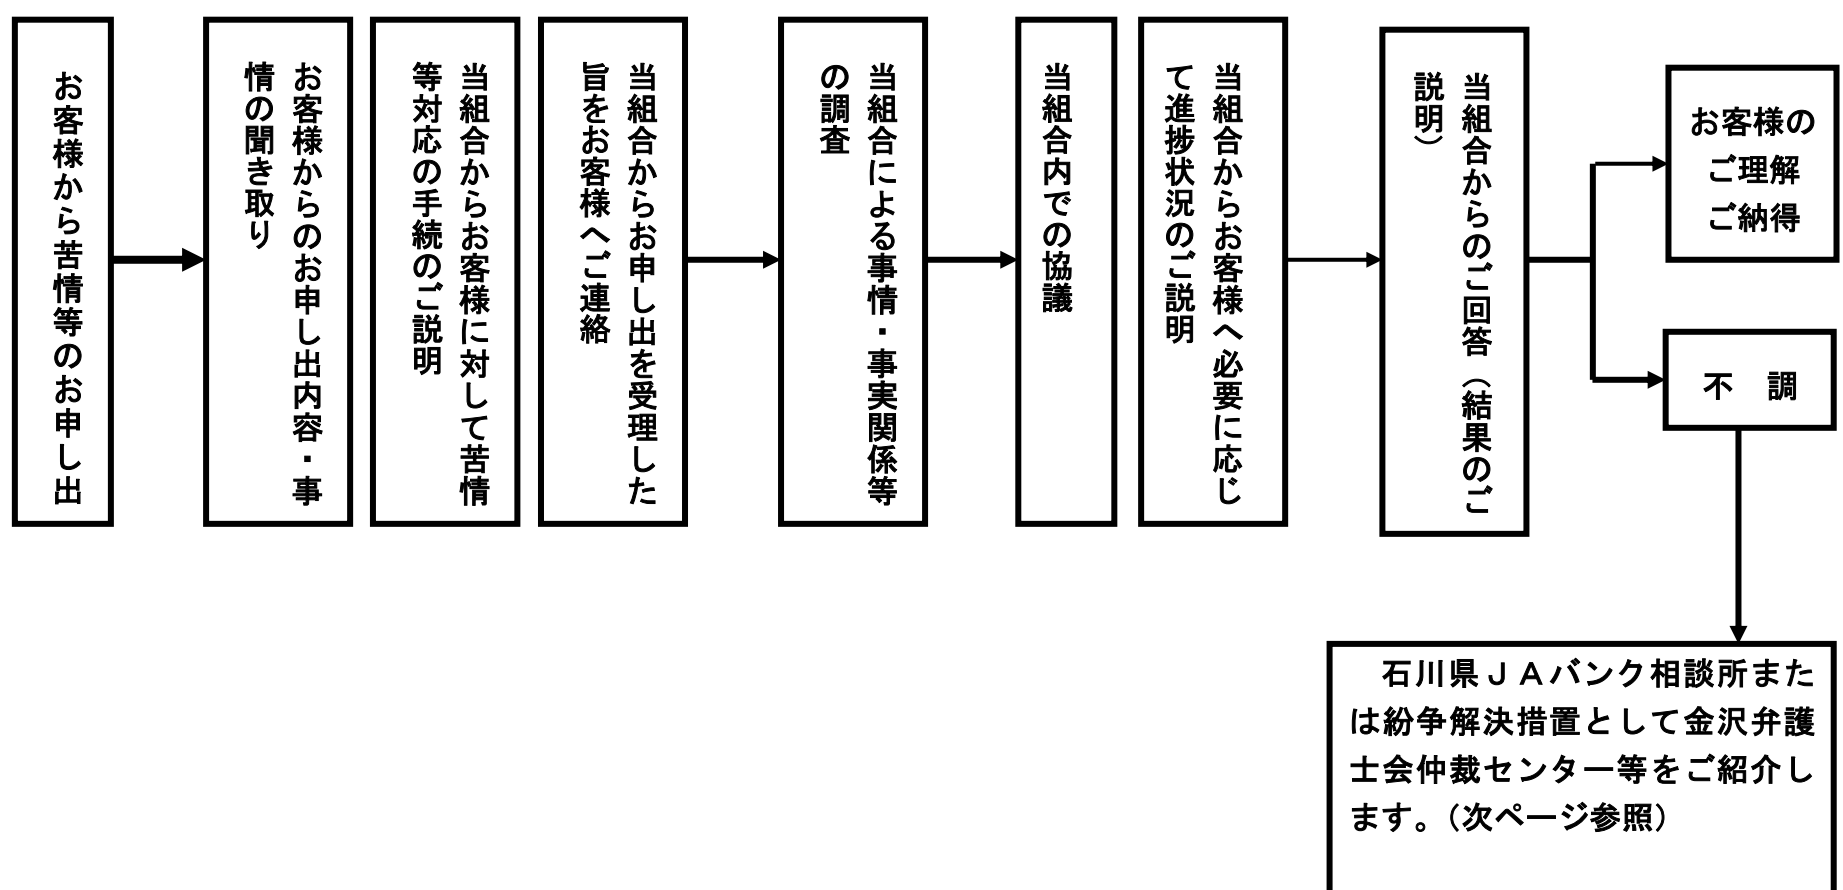 お客様から苦情等のお申し出
お客様からのお申し出内容・事
情の聞き取り
当組合からお客様に対して苦情
等対応の手続のご説明
当組合からお申し出を受理した
旨をお客様へご連絡
当組合による事情・事実関係等
の調査
当組合内での協議
当組合からお客様へ必要に応じ
て進捗状況のご説明
当組合からのご回答（結果のご
説明）
お客様の
ご理解
ご納得
不　調
石川県ＪＡバンク相談所また
は紛争解決措置として金沢弁護
士会仲裁センター等をご紹介し
ます。（次ページ参照）